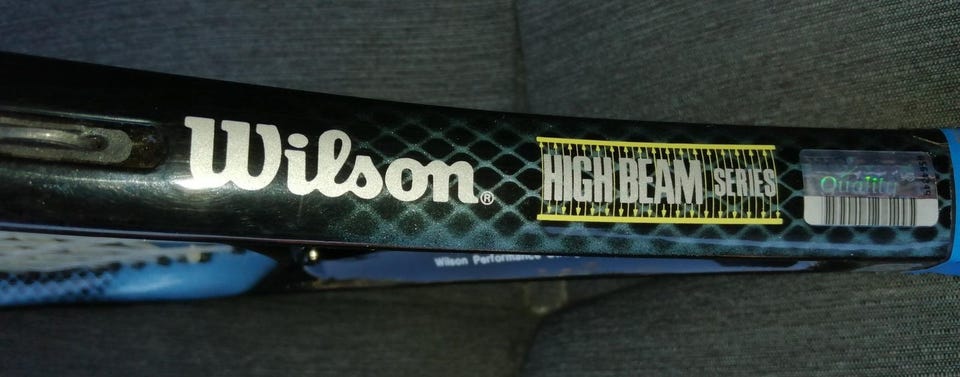 Wilson®
HIGH BEAM SERIES
Quality
Wilson Performance